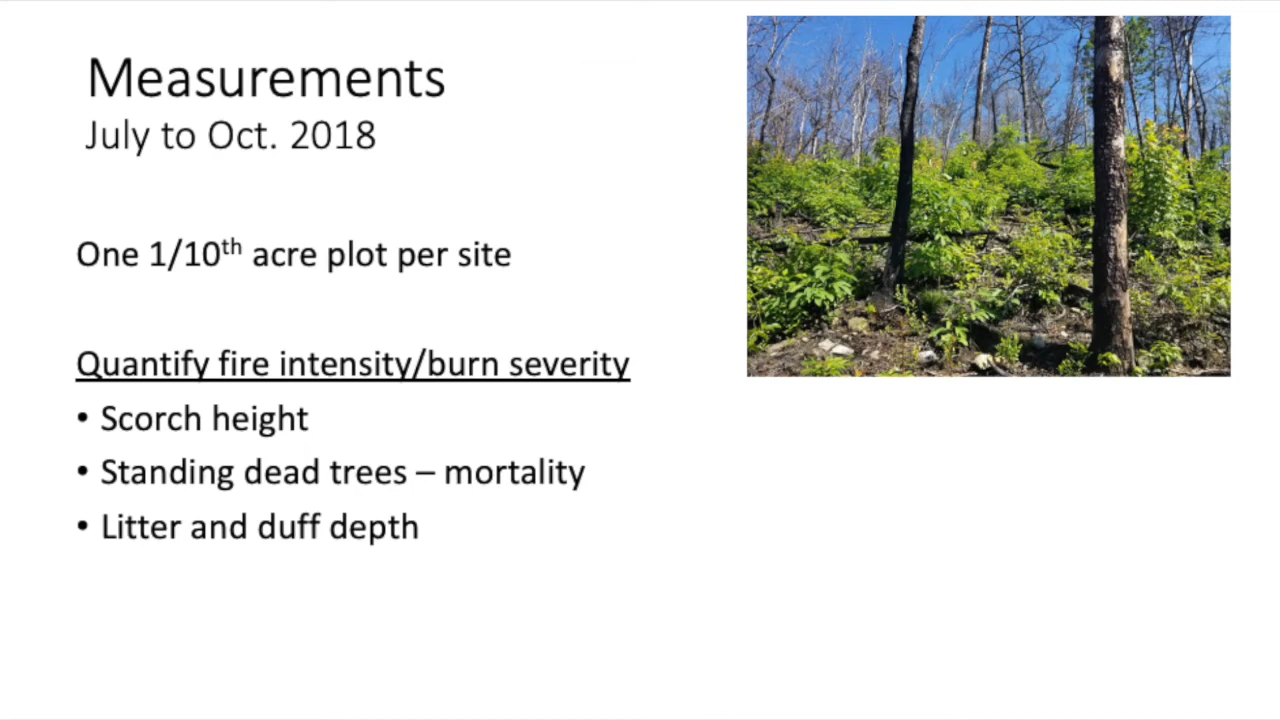 Measurements
July to Oct. 2018
One 1/10th acre plot per site
Quantify fire intensity/burn severity
• Scorch height
• Standing dead trees – mortality
• Litter and duff depth